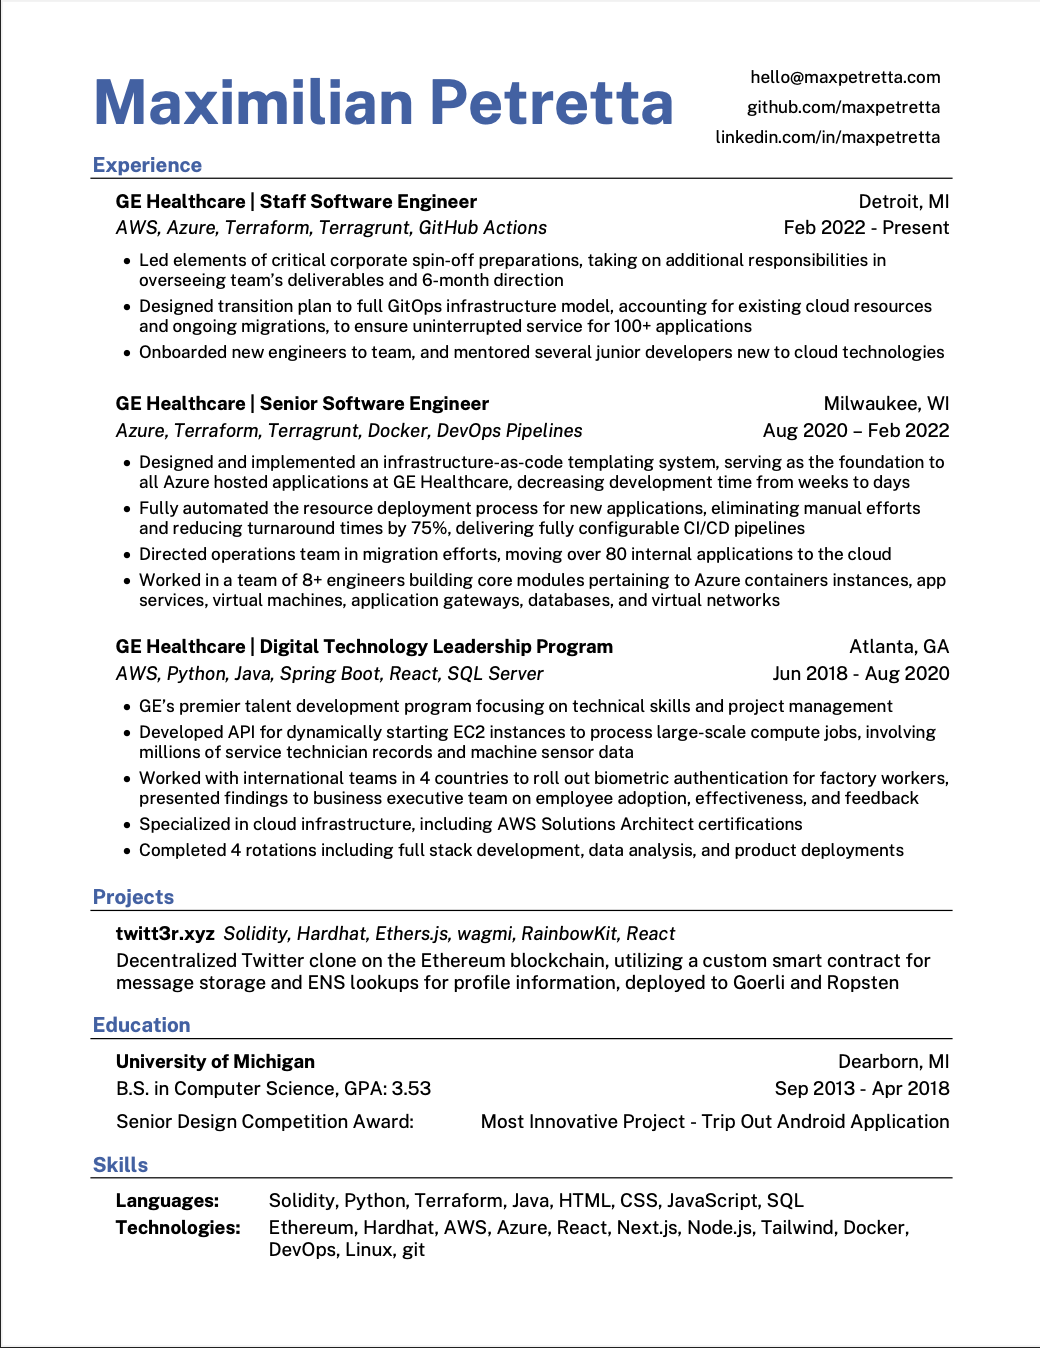 Maximilian Petretta
hello@maxpetretta.com
github.com/maxpetretta
linkedin.com/in/maxpetretta
Experience
GE Healthcare | Staff Software Engineer Detroit, MI
AWS, Azure, Terraform, Terragrunt, GitHub Actions Feb 2022 - Present
• Led elements of critical corporate spin-off preparations, taking on additional responsibilities in
overseeing team’s deliverables and 6-month direction
• Designed transition plan to full GitOps infrastructure model, accounting for existing cloud resources
and ongoing migrations, to ensure uninterrupted service for 100+ applications
• Onboarded new engineers to team, and mentored several junior developers new to cloud technologies
GE Healthcare | Senior Software Engineer Milwaukee, WI
Azure, Terraform, Terragrunt, Docker, DevOps Pipelines Aug 2020 – Feb 2022
• Designed and implemented an infrastructure-as-code templating system, serving as the foundation to
all Azure hosted applications at GE Healthcare, decreasing development time from weeks to days
• Fully automated the resource deployment process for new applications, eliminating manual efforts
and reducing turnaround times by 75%, delivering fully configurable CI/CD pipelines
• Directed operations team in migration efforts, moving over 80 internal applications to the cloud
• Worked in a team of 8+ engineers building core modules pertaining to Azure containers instances, app
services, virtual machines, application gateways, databases, and virtual networks
GE Healthcare | Digital Technology Leadership Program Atlanta, GA
AWS, Python, Java, Spring Boot, React, SQL Server Jun 2018 - Aug 2020
• GE’s premier talent development program focusing on technical skills and project management
• Developed API for dynamically starting EC2 instances to process large-scale compute jobs, involving
millions of service technician records and machine sensor data
• Worked with international teams in 4 countries to roll out biometric authentication for factory workers,
presented findings to business executive team on employee adoption, effectiveness, and feedback
• Specialized in cloud infrastructure, including AWS Solutions Architect certifications
• Completed 4 rotations including full stack development, data analysis, and product deployments
Projects
twitt3r.xyz Solidity, Hardhat, Ethers.js, wagmi, RainbowKit, React
Decentralized Twitter clone on the Ethereum blockchain, utilizing a custom smart contract for
message storage and ENS lookups for profile information, deployed to Goerli and Ropsten
Education
University of Michigan Dearborn, MI
B.S. in Computer Science, GPA: 3.53 Sep 2013 - Apr 2018
Senior Design Competition Award: Most Innovative Project - Trip Out Android Application
Skills
Languages: Solidity, Python, Terraform, Java, HTML, CSS, JavaScript, SQL
Technologies: Ethereum, Hardhat, AWS, Azure, React, Next.js, Node.js, Tailwind, Docker,
DevOps, Linux, git